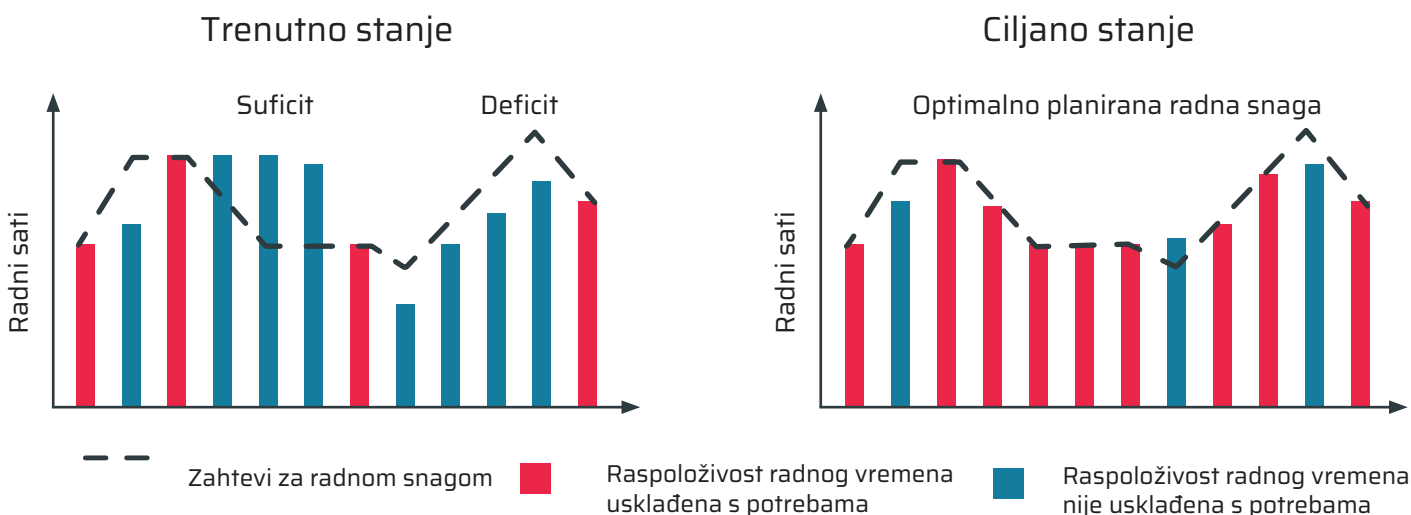 Trenutno stanje
Suficit
Deficit
Radni sati
Ciljano stanje
Optimalno planirana radna snaga
Radni sati
Zahtevi za radnom snagom
Raspoloživost radnog vremena
usklađena s potrebama
Raspoloživost radnog vremena
nije usklađena s potrebama